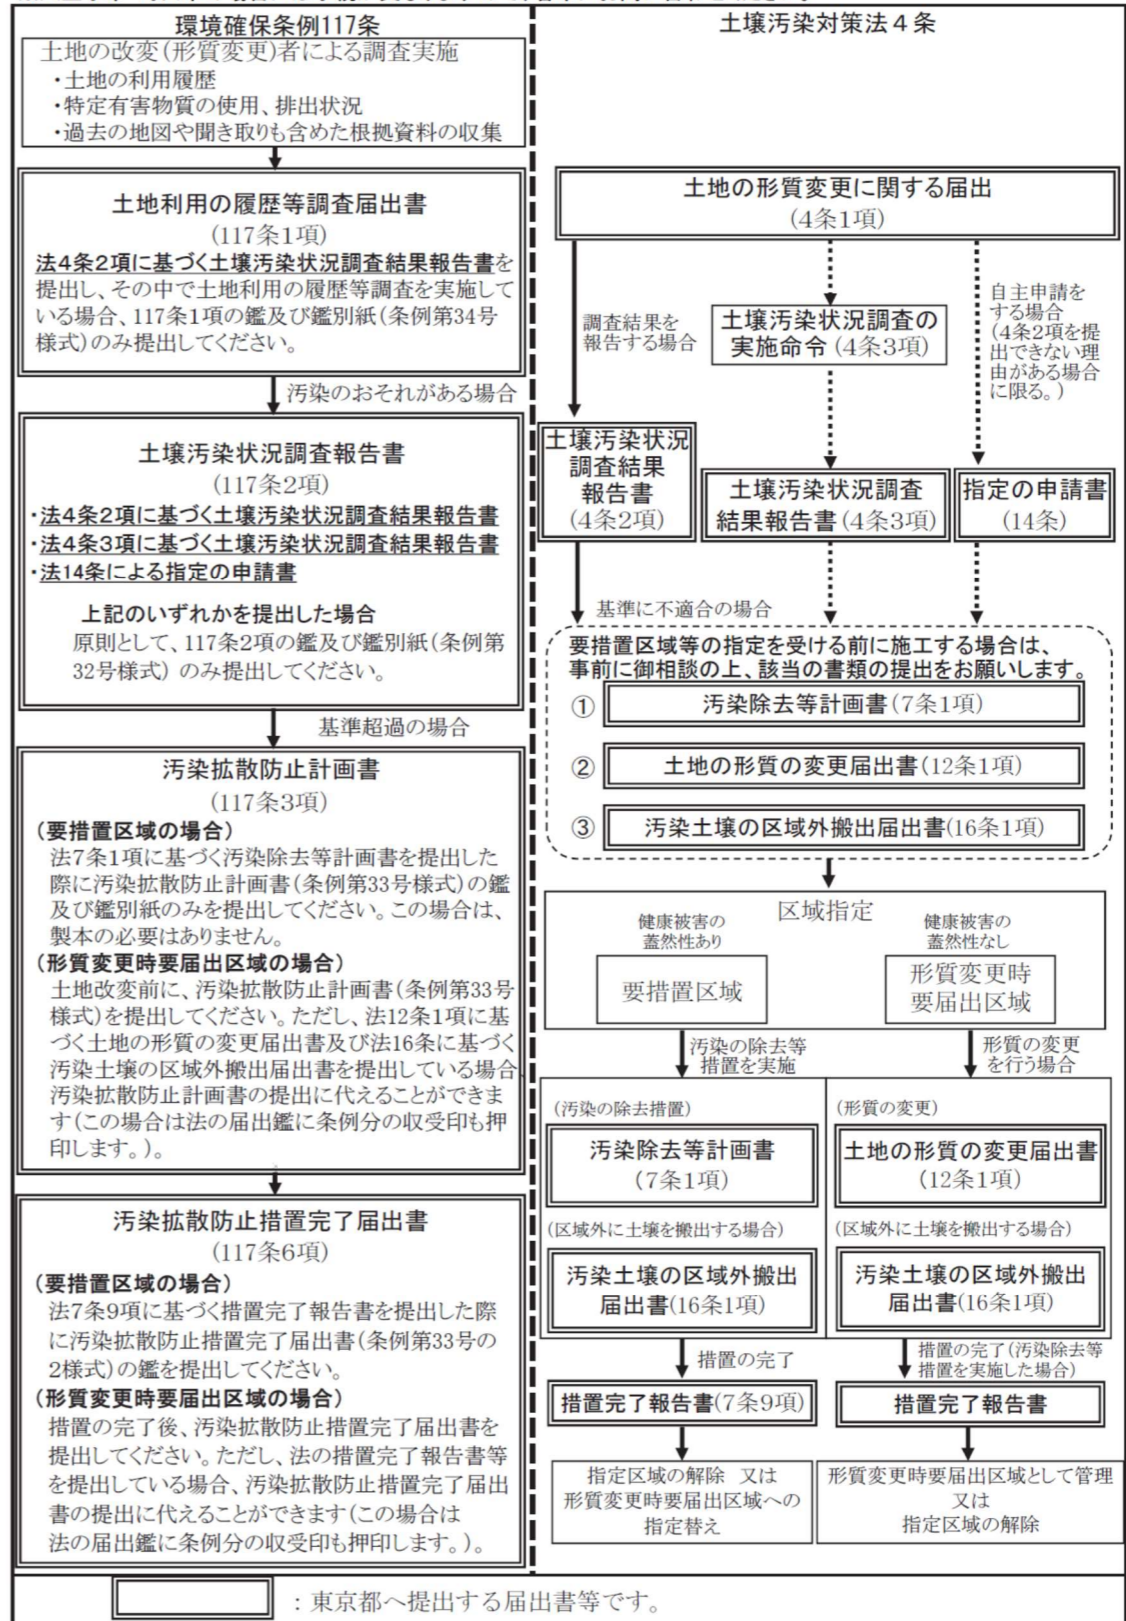 環境確保条例117条
土地の改変(形質変更)者による調査実施
・土地の利用履歴
・特定有害物質の使用、排出状況
・過去の地図や聞き取りも含めた根拠資料の収集
土地利用の履歴等調査届出書
(117条1項)
法4条2項に基づく土壌汚染状況調査結果報告書を
提出し、その中で土地利用の履歴等調査を実施して
いる場合、117条1項の鑑及び鑑別紙(条例第34号
様式)のみ提出してください。
汚染のおそれがある場合
土壌汚染状況調査報告書
(117条2項)
・法4条2項に基づく土壌汚染状況調査結果報告書
・法4条3項に基づく土壌汚染状況調査結果報告書
・法14条による指定の申請書
上記のいずれかを提出した場合
原則として、117条2項の鑑及び鑑別紙(条例第
32号様式) のみ提出してください。
基準超過の場合
汚染拡散防止計画書
(117条3項)
(要措置区域の場合)
法7条1項に基づく汚染除去等計画書を提出した
際に汚染拡散防止計画書(条例第33号様式)の鑑
及び鑑別紙のみを提出してください。この場合は、
製本の必要はありません。
(形質変更時要届出区域の場合)
土地改変前に、汚染拡散防止計画書(条例第33号
様式)を提出してください。ただし、法12条1項に基
づく土地の形質の変更届出書及び法16条に基づく
汚染土壌の区域外搬出届出書を提出している場合、
汚染拡散防止計画書の提出に代えることができま
す(この場合は法の届出鑑に条例分の収受印も押
印します。)。
汚染拡散防止措置完了届出書
(117条6項)
(要措置区域の場合)
法7条9項に基づく措置完了報告書を提出した際
に汚染拡散防止措置完了届出書(条例第33号の
2様式)の鑑を提出してください。
(形質変更時要届出区域の場合)
措置の完了後、汚染拡散防止措置完了届出書を
提出してください。ただし、法の措置完了報告書等
を提出している場合、汚染拡散防止措置完了届出
書の提出に代えることができます(この場合は
法の届出鑑に条例分の収受印も押印します。)。
土壌汚染対策法4条
土地の形質変更に関する届出
(4条1項)
調査結果を
報告する場合
土壌汚染状況調査の
実施命令(4条3項)
自主申請を
する場合
(4条2項を提
出できない理
由がある場合
に限る。)
土壌汚染状況
調査結果
報告書
(4条2項)
土壌汚染状況調査
結果報告書(4条3項)
指定の申請書
(14条)
基準に不適合の場合
要措置区域等の指定を受ける前に施工する場合は、
事前に御相談の上、該当の書類の提出をお願いします。
① 汚染除去等計画書(7条1項)
② 土地の形質の変更届出書(12条1項)
③ 汚染土壌の区域外搬出届出書(16条1項)
区域指定
健康被害の
蓋然性あり
要措置区域
健康被害の
蓋然性なし
形質変更時
要届出区域
汚染の除去等
措置を実施
形質の変更
を行う場合
(汚染の除去措置)
汚染除去等計画書
(7条1項)
(区域外に土壌を搬出する場合)
汚染土壌の区域外搬出
届出書(16条1項)
(形質の変更)
土地の形質の変更届出書
(12条1項)
(区域外に土壌を搬出する場合)
汚染土壌の区域外搬出
届出書(16条1項)
措置の完了
措置の完了(汚染除去等
措置を実施した場合)
措置完了報告書(7条9項)
措置完了報告書
指定区域の解除 又は
形質変更時要届出区域への
指定替え
形質変更時要届出区域として管理
又は
指定区域の解除
：東京都へ提出する届出書等です。